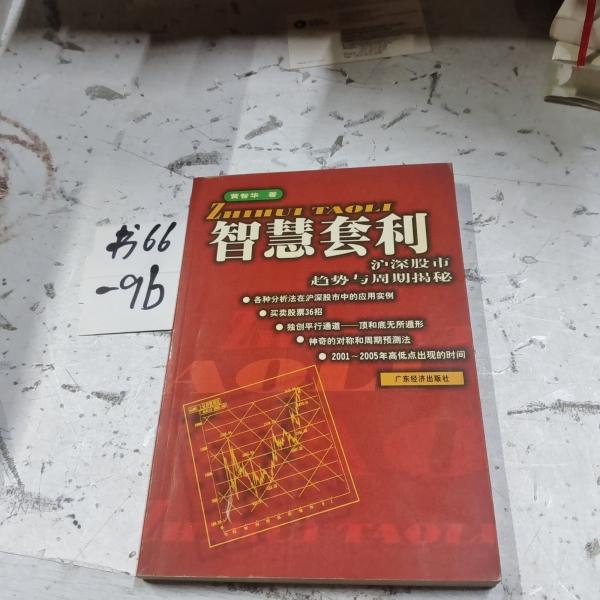 书66
-9b
黄智华 著
ZHIHUI TAOLI
智慧套利
沪深股市
趋势与周期揭秘
●各种分析法在沪深股市中的应用实例
●买卖股票36招
●独创平行通道——顶和底无所遁形
●神奇的对称和周期预测法
●2001～2005年高低点出现的时间
广东经济出版社
ZHIHUI TAOLI